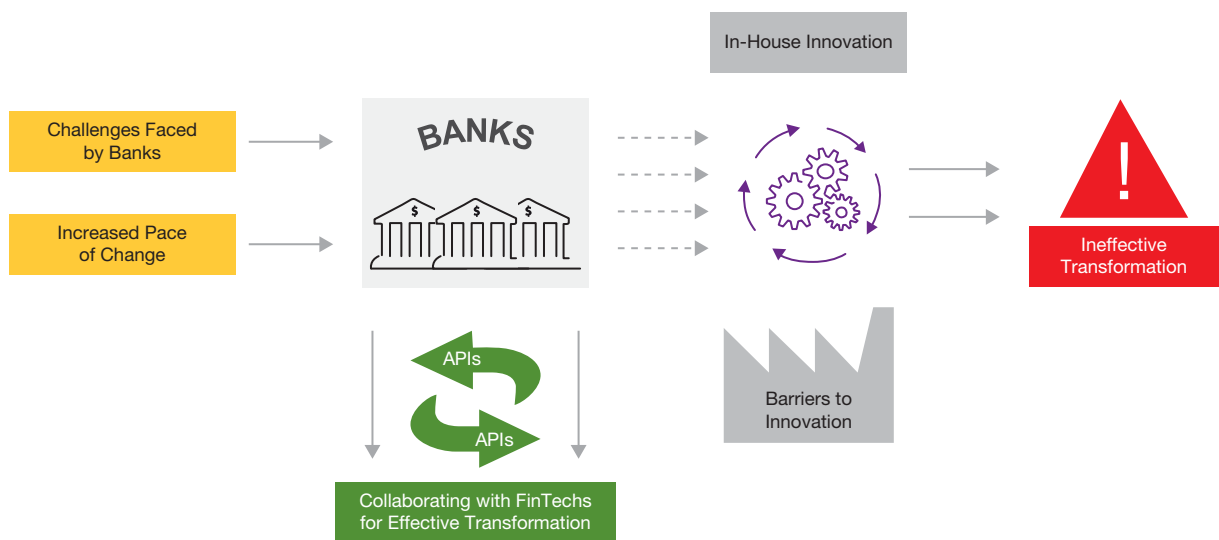 In-House Innovation
Challenges Faced
by Banks
BANKS
$ $ $
!
Increased Pace
of Change
Ineffective
Transformation
APIs
APIs
Barriers to
Innovation
Collaborating with FinTechs
for Effective Transformation